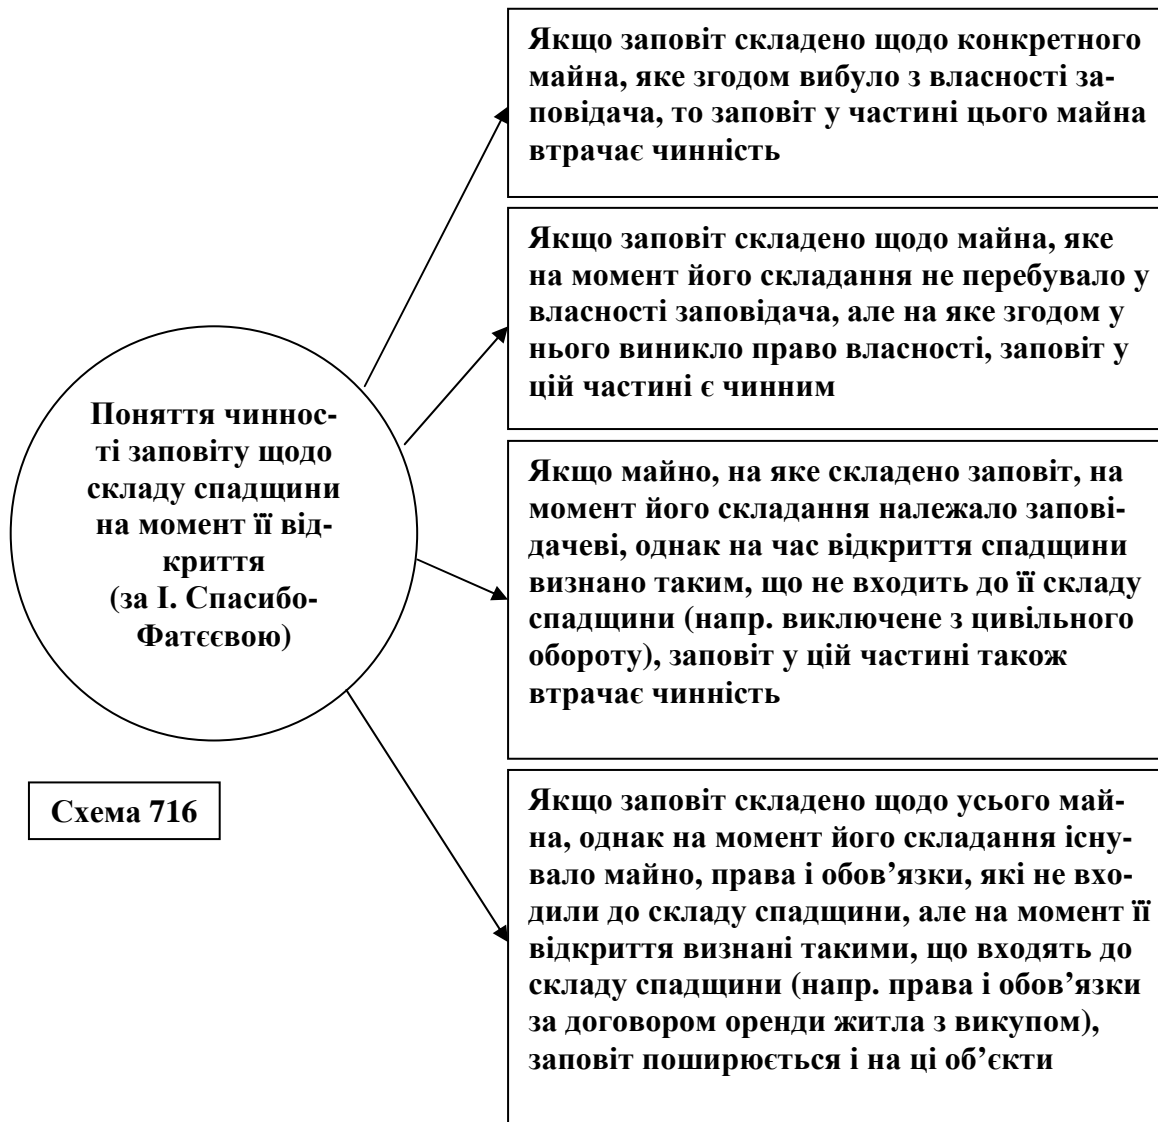 Якщо заповіт складено щодо конкретного
майна, яке згодом вибуло з власності за-
повідача, то заповіт у частині цього майна
втрачає чинність
Якщо заповіт складено щодо майна, яке
на момент його складання не перебувало у
власності заповідача, але на яке згодом у
нього виникло право власності, заповіт у
цій частині є чинним
Поняття чиннос-
ті заповіту щодо
складу спадщини
на момент її від-
криття
(за І. Спасибо-
Фатєєвою)
Якщо майно, на яке складено заповіт, на
момент його складання належало запові-
дачеві, однак на час відкриття спадщини
визнано таким, що не входить до її складу
спадщини (напр. виключене з цивільного
обороту), заповіт у цій частині також
втрачає чинність
Схема 716
Якщо заповіт складено щодо усього май-
на, однак на момент його складання існу-
вало майно, права і обов’язки, які не вхо-
дили до складу спадщини, але на момент її
відкриття визнані такими, що входять до
складу спадщини (напр. права і обов’язки
за договором оренди житла з викупом),
заповіт поширюється і на ці об’єкти